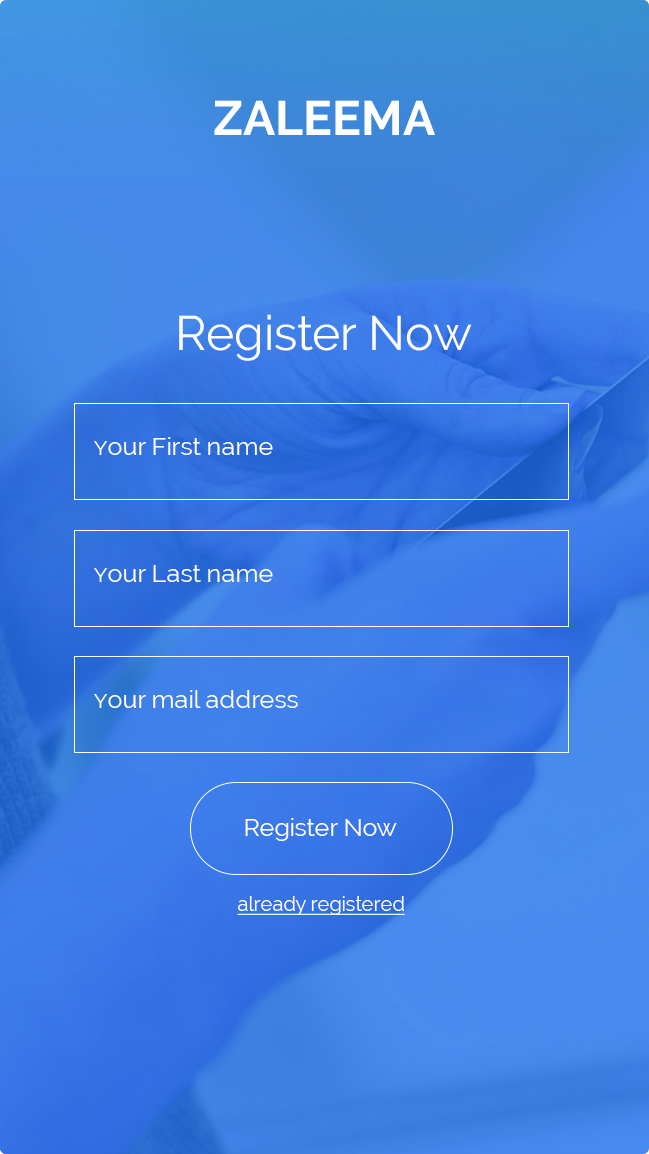 ZALEEMA
Register Now
Your First name
Your Last name
Your mail address
Register Now
already registered